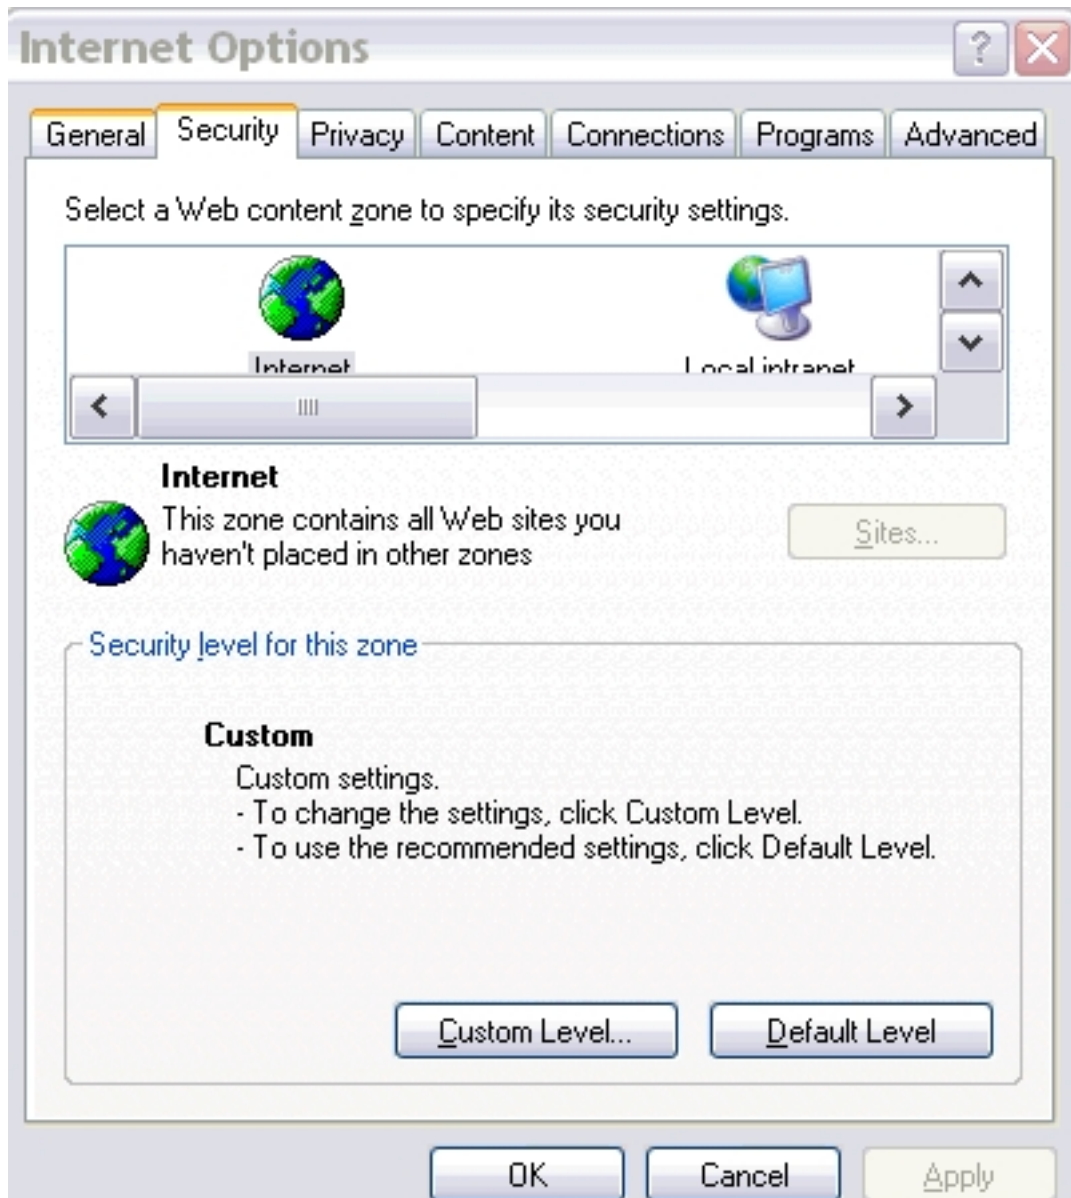 Internet Options
General Security Privacy Content Connections Programs Advanced
Select a Web content zone to specify its security settings.
Internet Local intranet
Internet
This zone contains all Web sites you
haven't placed in other zones
Sites...
Security level for this zone
Custom
Custom settings.
- To change the settings, click Custom Level.
- To use the recommended settings, click Default Level.
Custom Level... Default Level
OK Cancel Apply